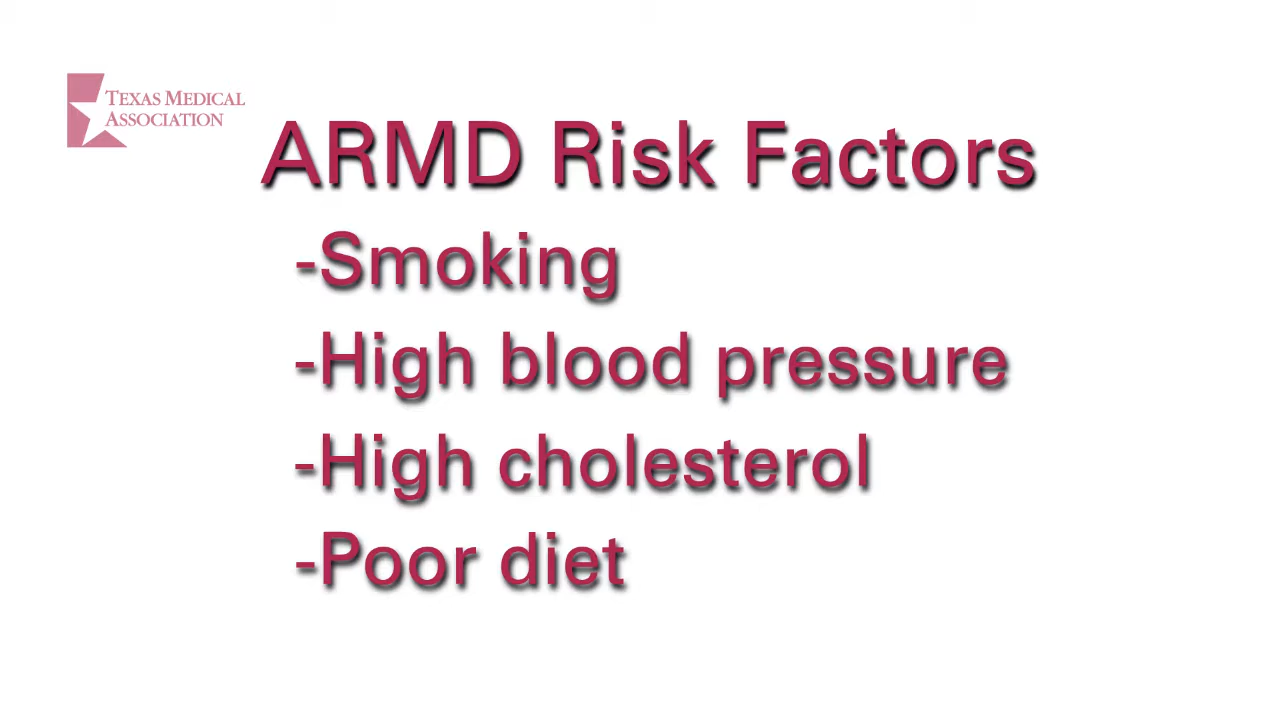 TEXAS MEDICAL
ASSOCIATION
ARMD Risk Factors
-Smoking
-High blood pressure
-High cholesterol
-Poor diet